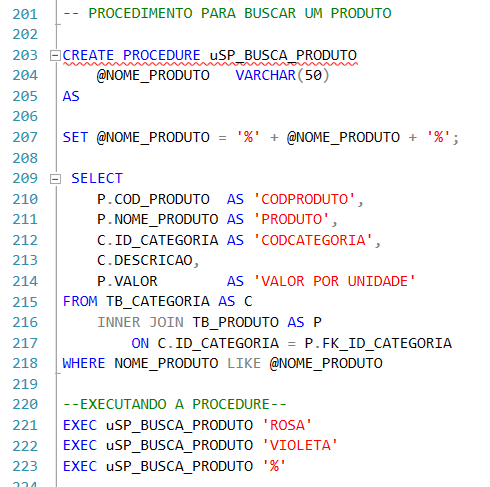 201 -- PROCEDIMENTO PARA BUSCAR UM PRODUTO
202
203 CREATE PROCEDURE uSP_BUSCA_PRODUTO
204     @NOME_PRODUTO   VARCHAR(50)
205 AS
206
207 SET @NOME_PRODUTO = '%' + @NOME_PRODUTO + '%';
208
209  SELECT
210     P.COD_PRODUTO  AS 'CODPRODUTO',
211     P.NOME_PRODUTO AS 'PRODUTO',
212     C.ID_CATEGORIA AS 'CODCATEGORIA',
213     C.DESCRICAO,
214     P.VALOR        AS 'VALOR POR UNIDADE'
215 FROM TB_CATEGORIA AS C
216     INNER JOIN TB_PRODUTO AS P
217         ON C.ID_CATEGORIA = P.FK_ID_CATEGORIA
218 WHERE NOME_PRODUTO LIKE @NOME_PRODUTO
219
220 --EXECUTANDO A PROCEDURE--
221 EXEC uSP_BUSCA_PRODUTO 'ROSA'
222 EXEC uSP_BUSCA_PRODUTO 'VIOLETA'
223 EXEC uSP_BUSCA_PRODUTO '%'
224